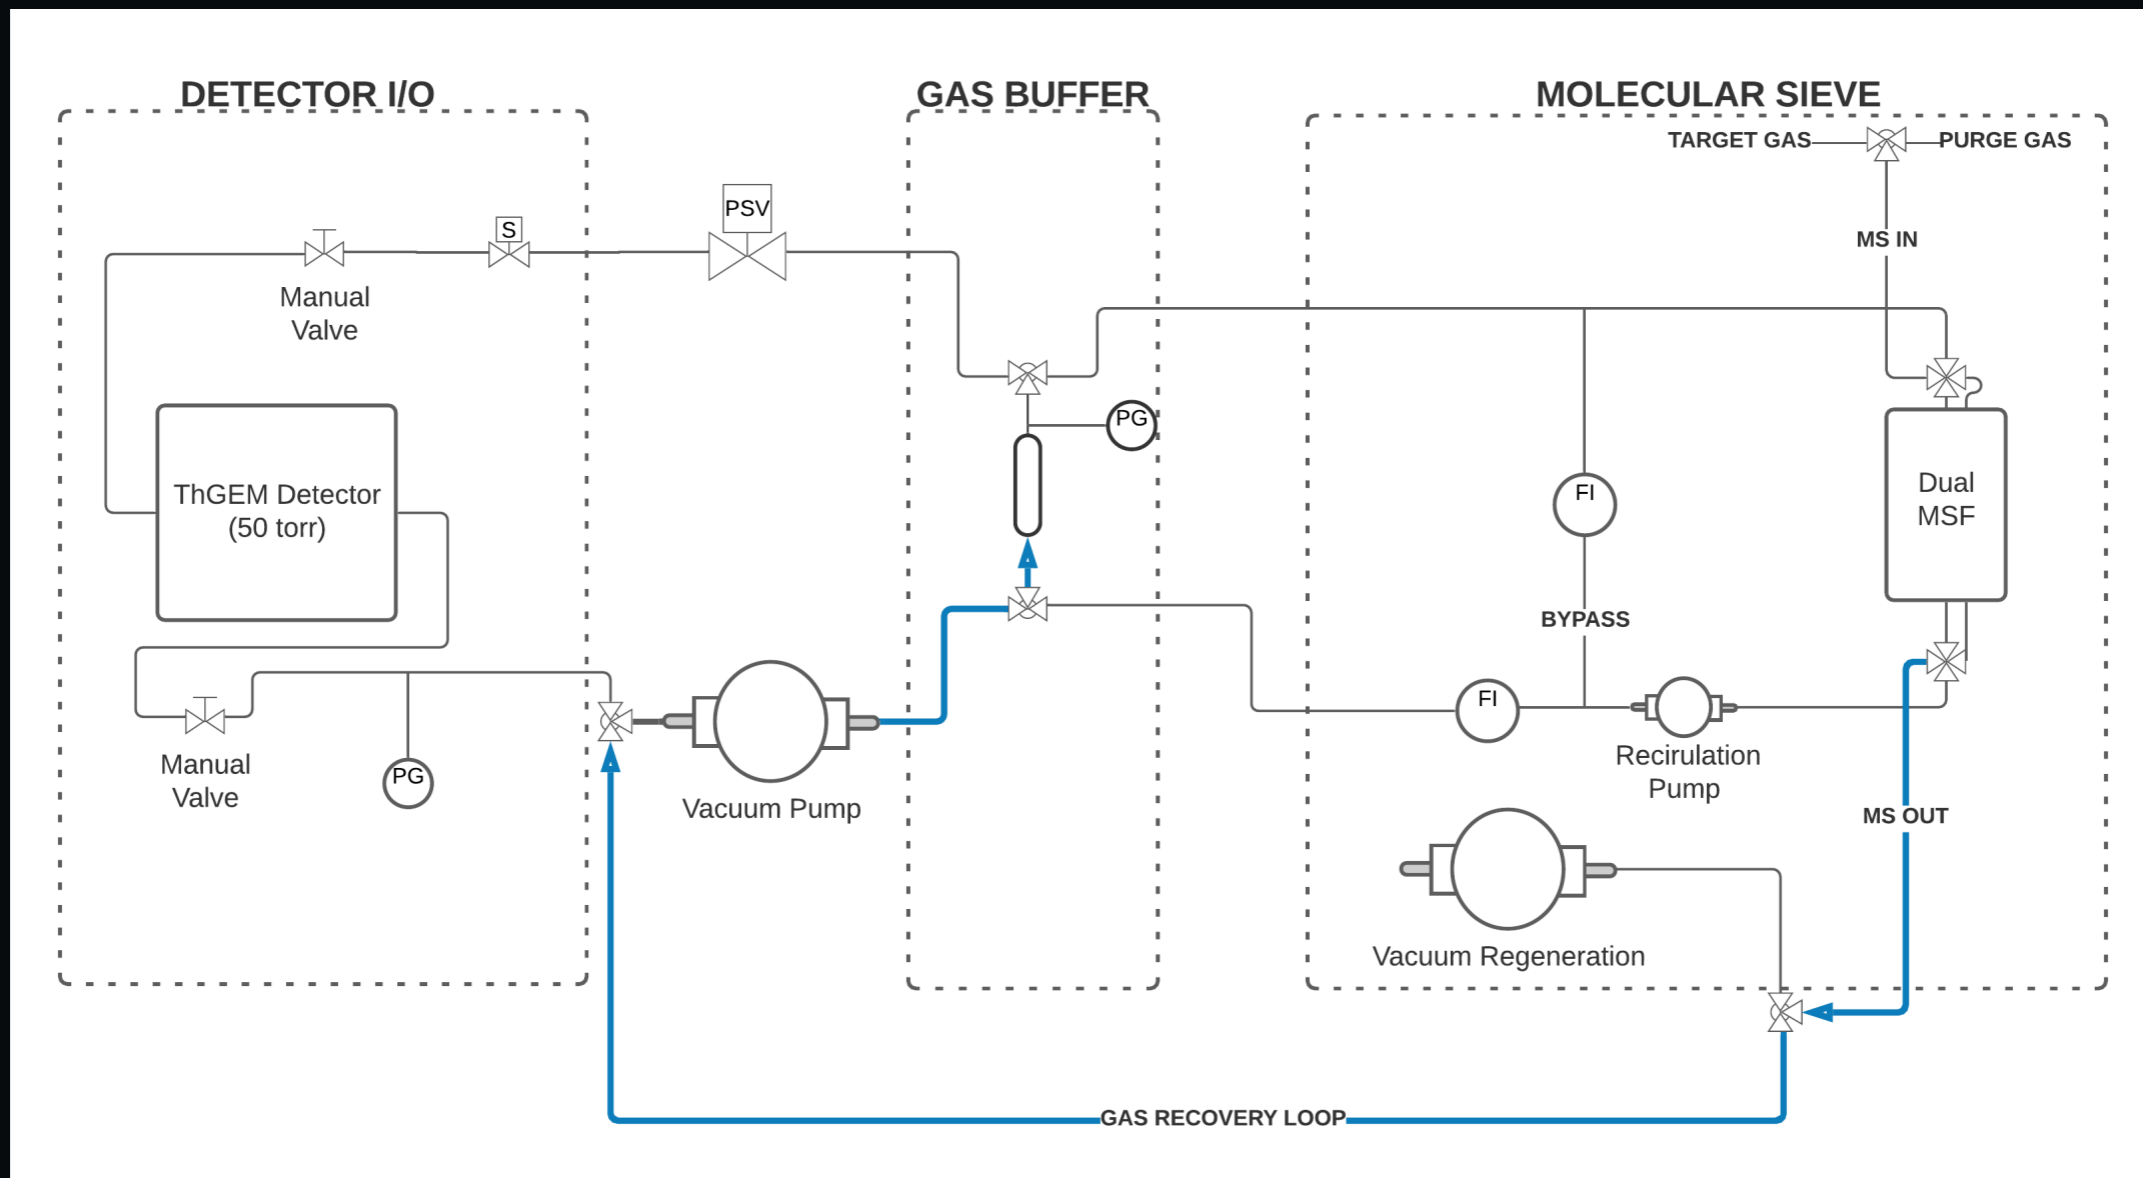 DETECTOR I/O
GAS BUFFER
MOLECULAR SIEVE
TARGET GAS
PURGE GAS
PSV
S
MS IN
Manual
Valve
PG
ThGEM Detector
(50 torr)
FI
Dual
MSF
BYPASS
FI
Recirulation
Pump
Manual
Valve
PG
Vacuum Pump
MS OUT
Vacuum Regeneration
GAS RECOVERY LOOP